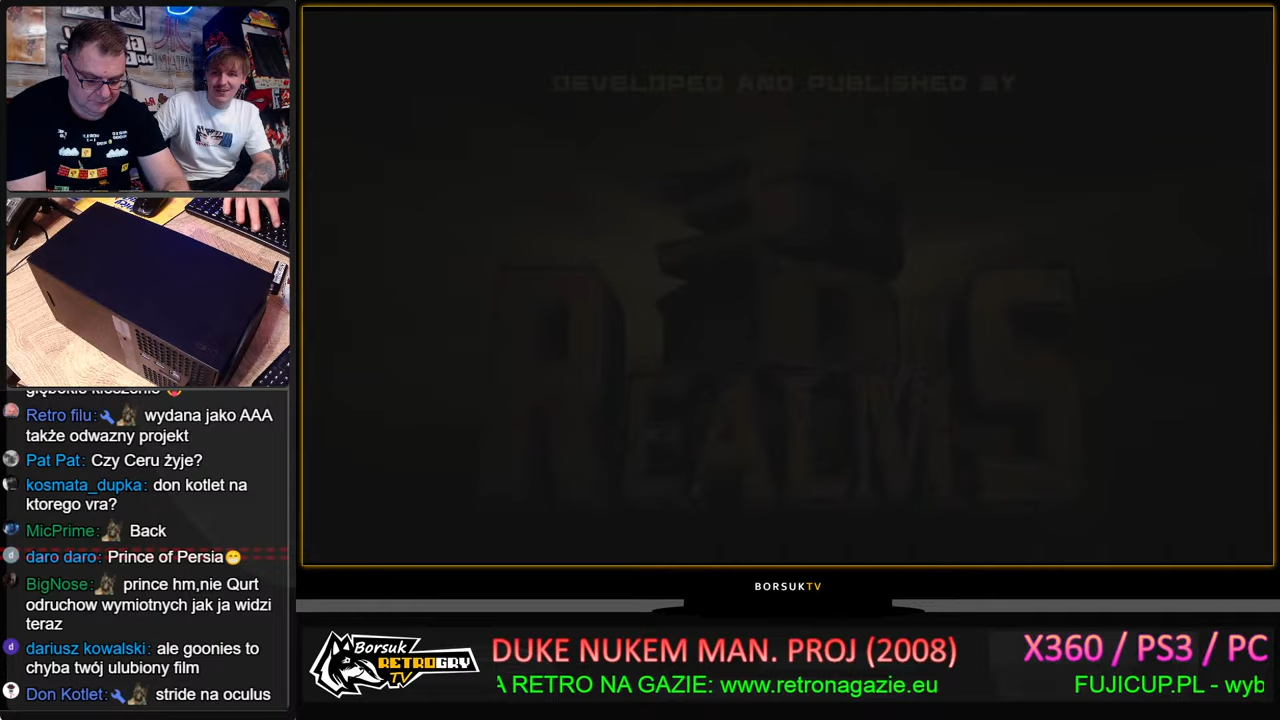 DEVELOPED AND PUBLISHED BY
REALMS
Retro filu: wydana jako AAA
także odwazny projekt
Pat Pat: Czy Ceru żyje?
kosmata_dupka: don kotlet na
ktorego vra?
MicPrime: Back
daro daro: Prince of Persia😁
BigNose: prince hm,nie Qurt
odruchow wymiotnych jak ja widzi
teraz
dariusz kowalski: ale goonies to
chyba twój ulubiony film
Don Kotlet: stride na oculus
BORSUKTV
Borsuk
RETROGRY
TV
DUKE NUKEM MAN. PROJ (2008)
X360 / PS3 / PC
A RETRO NA GAZIE: www.retronagazie.eu
FUJICUP.PL - wyb